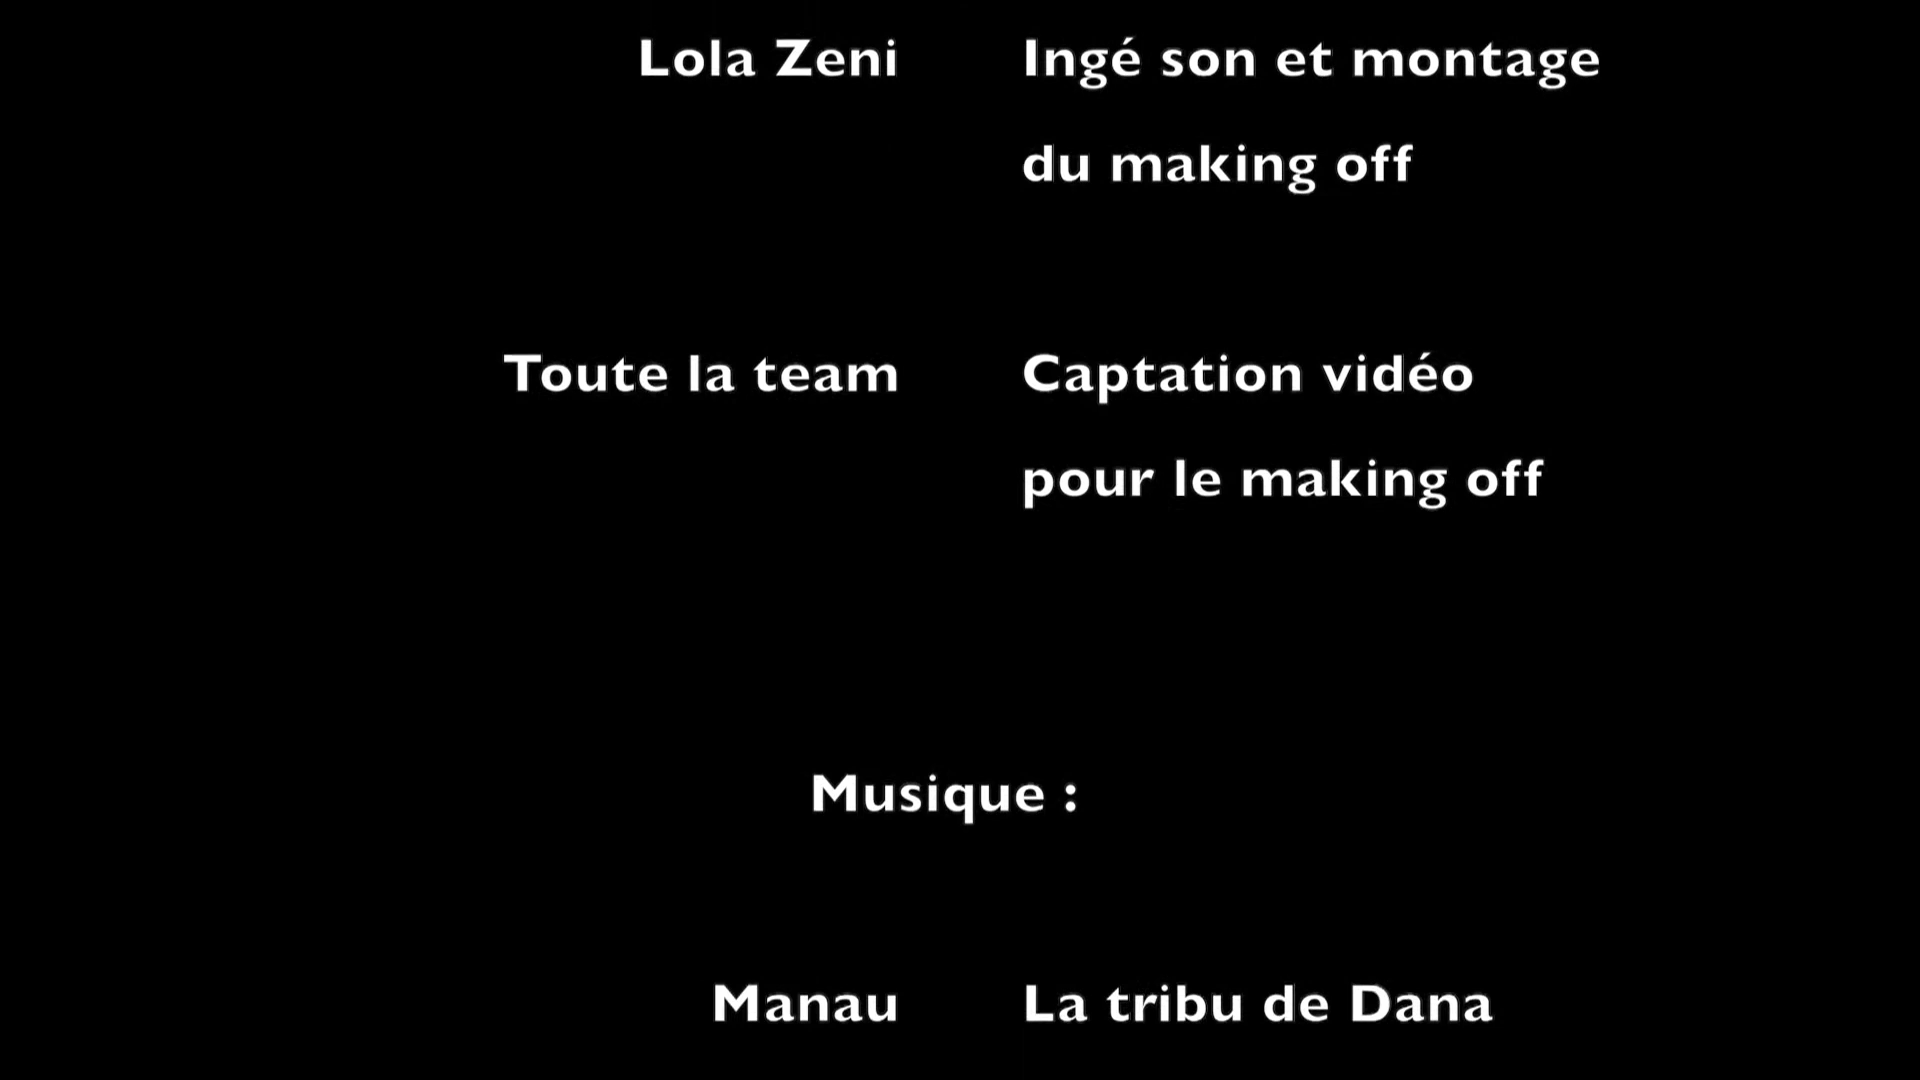 Lola Zeni Ingé son et montage
du making off
Toute la team Captation vidéo
pour le making off
Musique :
Manau La tribu de Dana